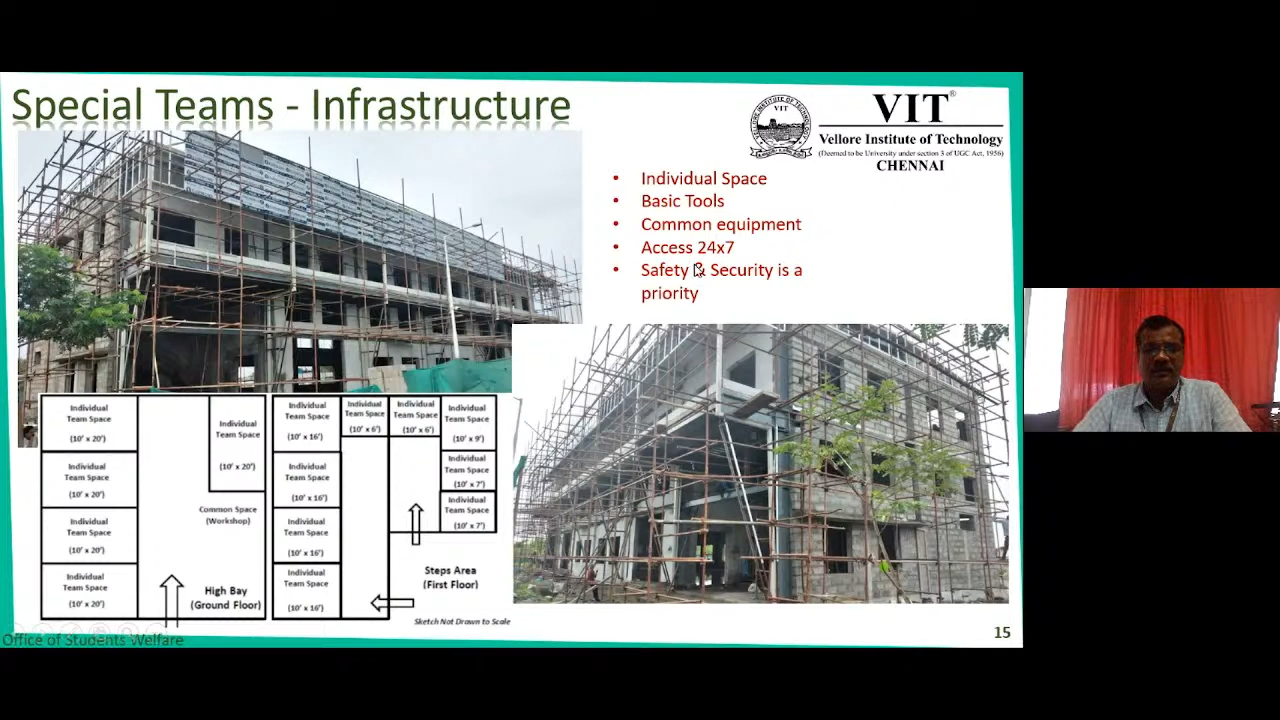 Special Teams - Infrastructure
VIT
VIT®
Vellore Institute of Technology
(Deemed to be University under section 3 of UGC Act, 1956)
CHENNAI
• Individual Space
• Basic Tools
• Common equipment
• Access 24x7
• Safety & Security is a
priority
Individual
Team Space
(10' x 20')
Individual
Team Space
(10' x 20')
Individual
Team Space
(10' x 20')
Individual
Team Space
(10' x 20')
Individual
Team Space
(10' x 20')
Common Space
(Workshop)
High Bay
(Ground Floor)
Individual
Team Space
(10' x 16')
Individual
Team Space
(10' x 16')
Individual
Team Space
(10' x 16')
Individual
Team Space
(10' x 16')
Individual
Team Space
(10' x 6')
Individual
Team Space
(10' x 6')
Individual
Team Space
(10' x 9')
Individual
Team Space
(10' x 7')
Individual
Team Space
(10' x 7')
Steps Area
(First Floor)
Sketch Not Drawn to Scale
Office of Students Welfare
15